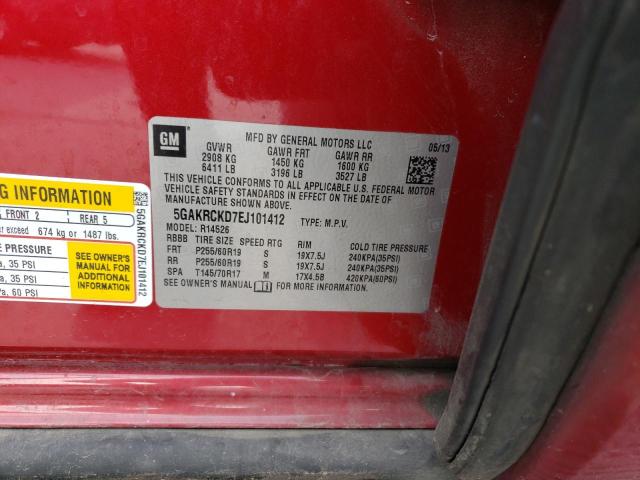 GM
MFD BY GENERAL MOTORS LLC
05/13
GVWR GAWR FRT GAWR RR
2908 KG 1450 KG 1600 KG
6411 LB 3196 LB 3527 LB
THIS VEHICLE CONFORMS TO ALL APPLICABLE U.S. FEDERAL MOTOR
VEHICLE SAFETY STANDARDS IN EFFECT ON THE DATE OF
MANUFACTURE SHOWN ABOVE.
5GAKRCKD7EJ101412 TYPE: M.P.V.
MODEL: R14526
RBBB TIRE SIZE SPEED RTG RIM COLD TIRE PRESSURE
FRT P255/60R19 S 19X7.5J 240KPA(35PSI)
RR P255/60R19 S 19X7.5J 240KPA(35PSI)
SPA T145/70R17 M 17X4.5B 420KPA(60PSI)
SEE OWNER'S MANUAL FOR MORE INFORMATION.
G INFORMATION
FRONT 2 REAR 5
exceed 674 kg or 1487 lbs.
E PRESSURE
a, 35 PSI
a, 35 PSI
Pa, 60 PSI
SEE OWNER'S
MANUAL FOR
ADDITIONAL
INFORMATION
5GAKRCKD7EJ101412